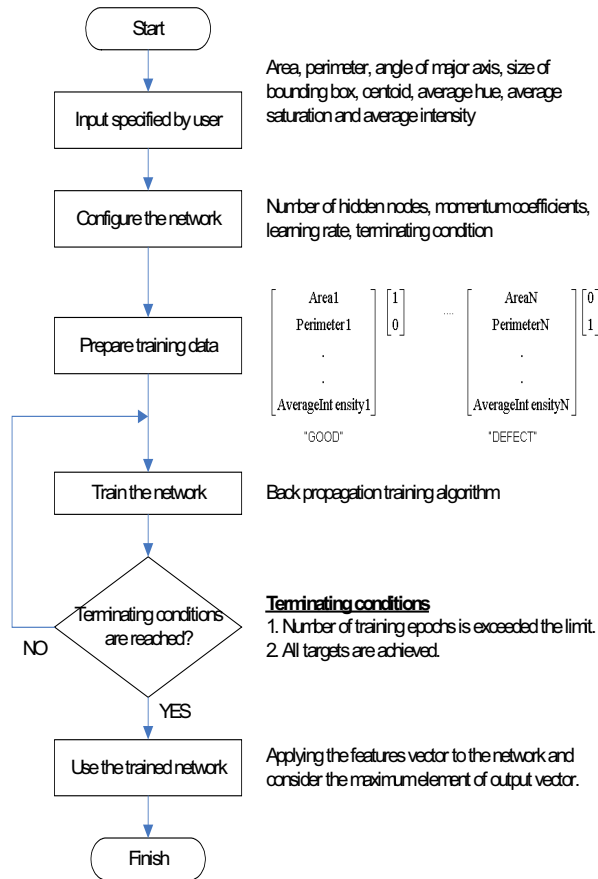 Start
Area, perimeter, angle of major axis, size of
bounding box, centoid, average hue, average
saturation and average intensity
Input specified by user
Configure the network
Number of hidden nodes, momentum coefficients,
learning rate, terminating condition
Prepare training data
Area1 1 .... AreaN 0
Perimeter1 0 PerimeterN 1
. .
. .
AverageInt ensity1 AverageInt ensityN
"GOOD" "DEFECT"
Train the network
Back propagation training algorithm
Terminating conditions
are reached?
NO
YES
Terminating conditions
1. Number of training epochs is exceeded the limit.
2. All targets are achieved.
Use the trained network
Applying the features vector to the network and
consider the maximum element of output vector.
Finish